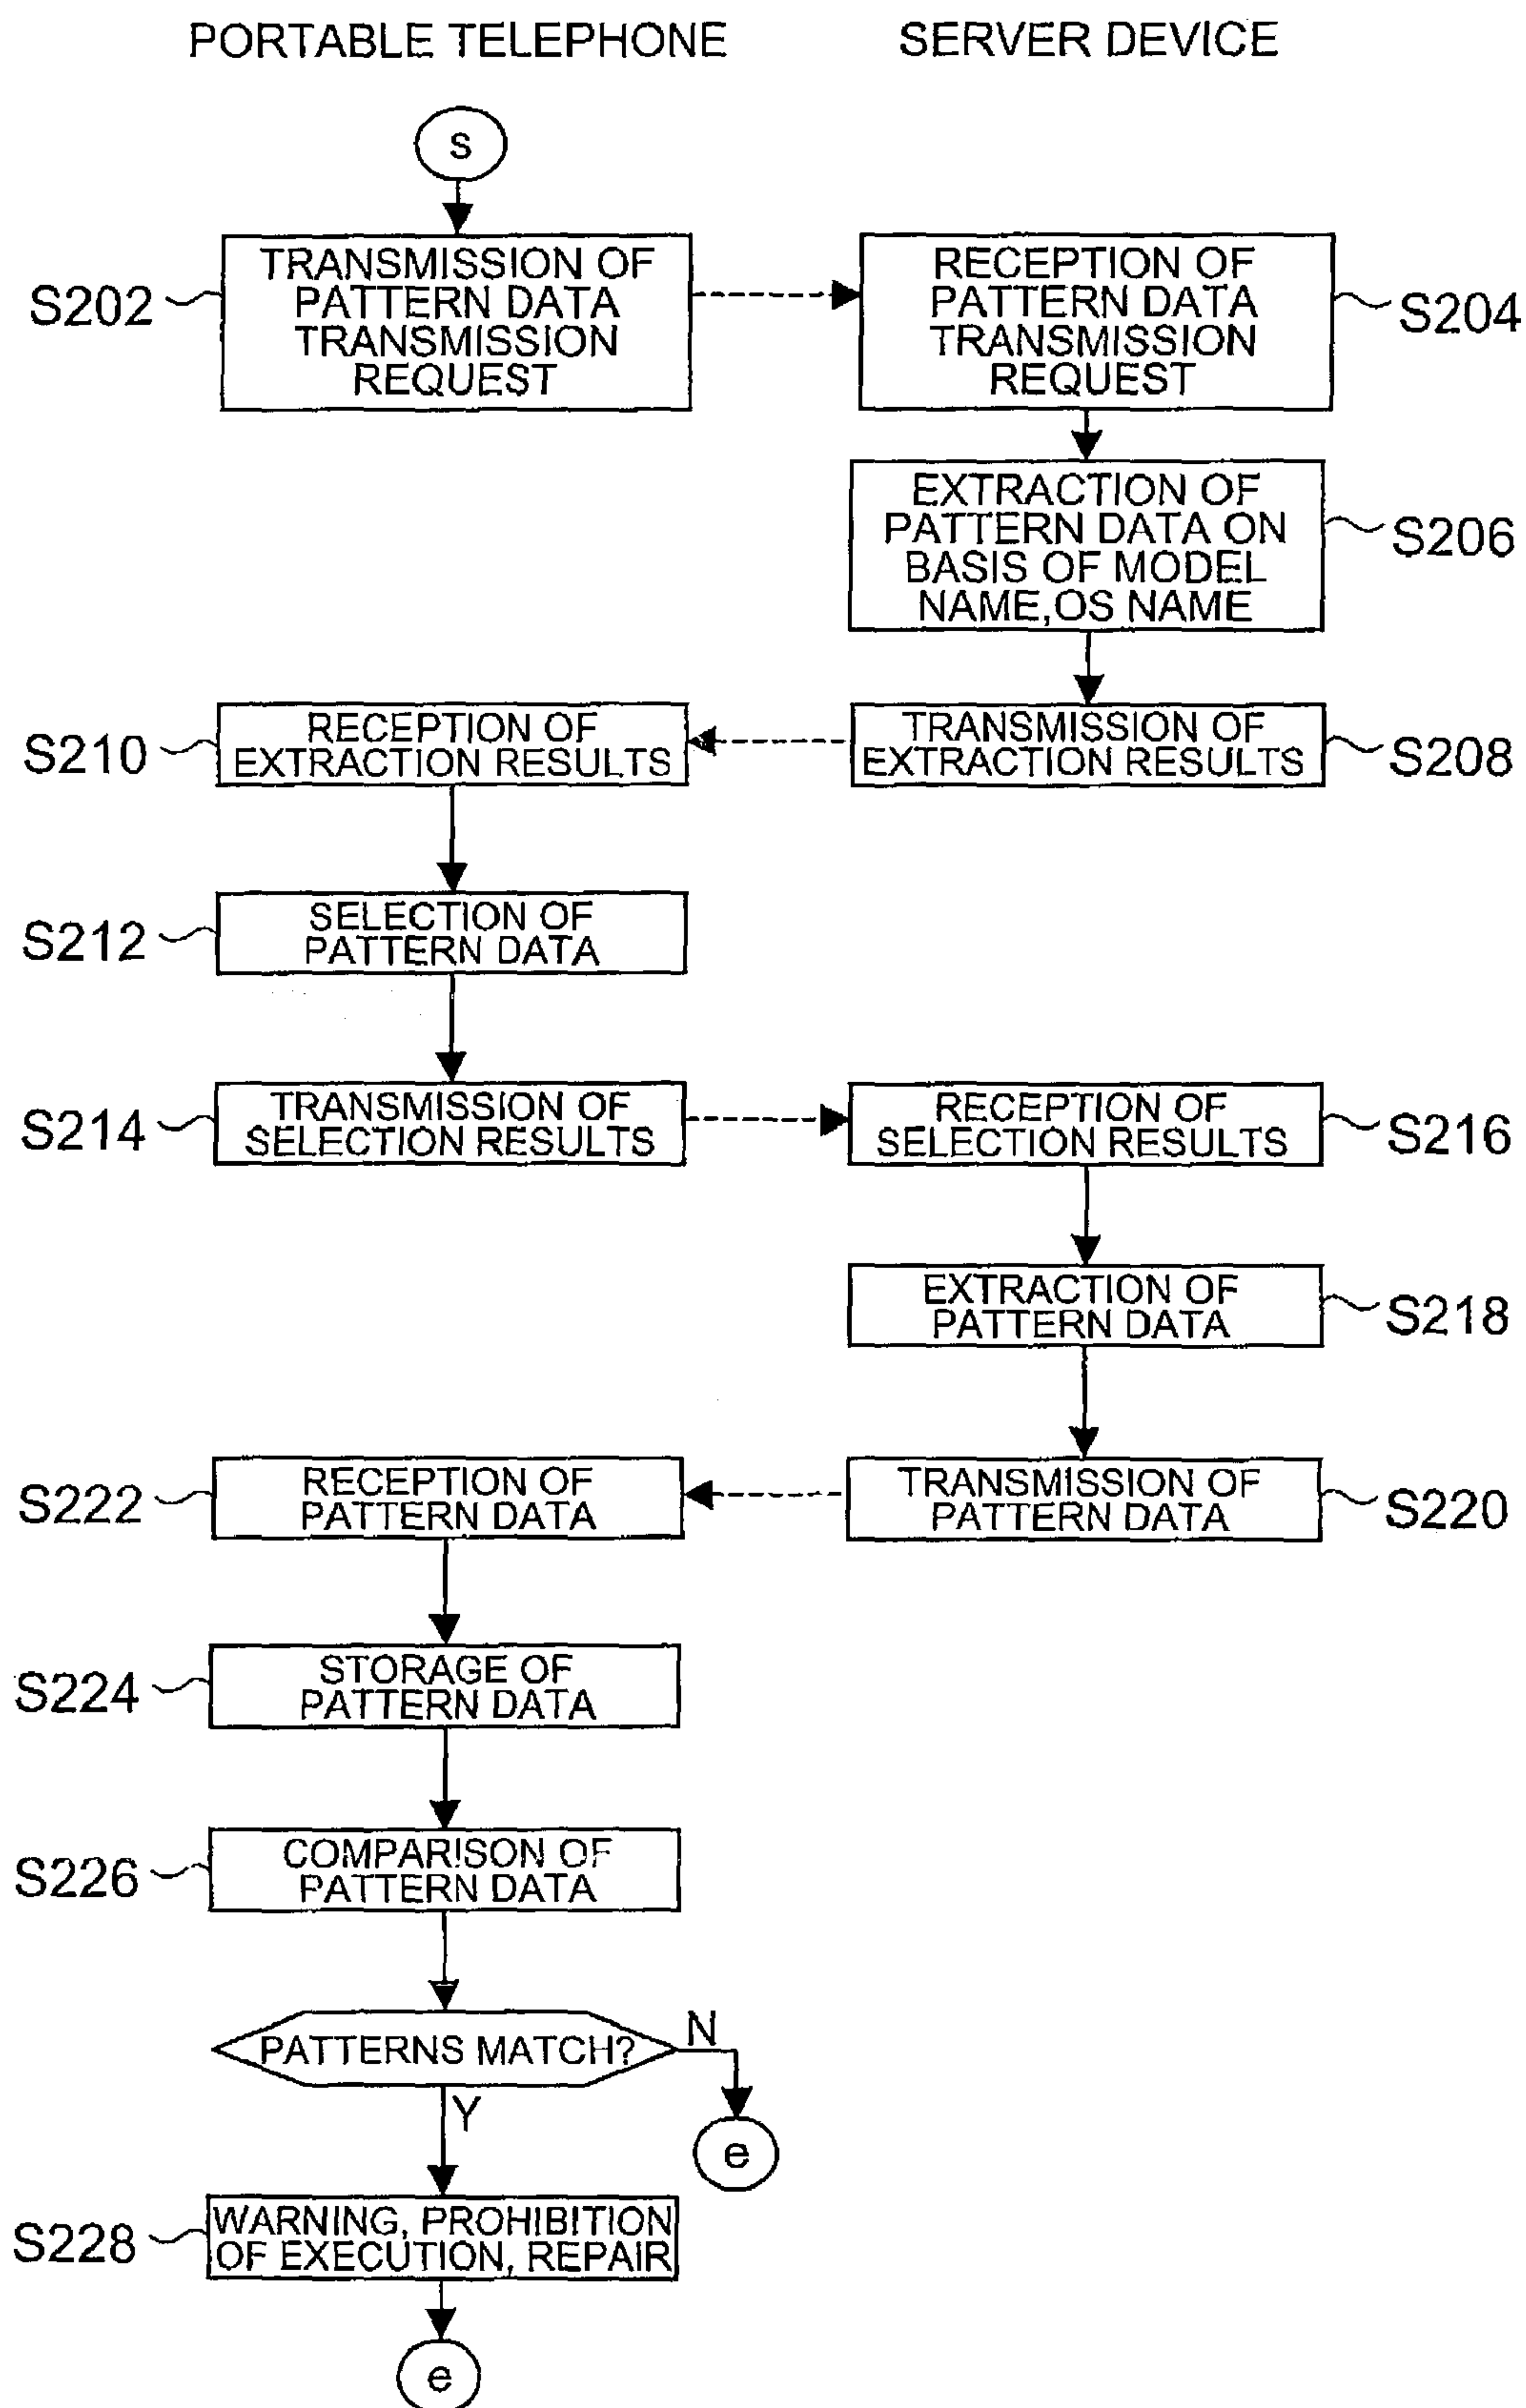 PORTABLE TELEPHONE
SERVER DEVICE
s
S202
TRANSMISSION OF
PATTERN DATA
TRANSMISSION
REQUEST
RECEPTION OF
PATTERN DATA
TRANSMISSION
REQUEST
S204
EXTRACTION OF
PATTERN DATA ON
BASIS OF MODEL
NAME,OS NAME
S206
S210
RECEPTION OF
EXTRACTION RESULTS
TRANSMISSION OF
EXTRACTION RESULTS
S208
S212
SELECTION OF
PATTERN DATA
S214
TRANSMISSION OF
SELECTION RESULTS
RECEPTION OF
SELECTION RESULTS
S216
EXTRACTION OF
PATTERN DATA
S218
S222
RECEPTION OF
PATTERN DATA
TRANSMISSION OF
PATTERN DATA
S220
S224
STORAGE OF
PATTERN DATA
S226
COMPARISON OF
PATTERN DATA
PATTERNS MATCH?
N
Y
e
S228
WARNING, PROHIBITION
OF EXECUTION, REPAIR
e